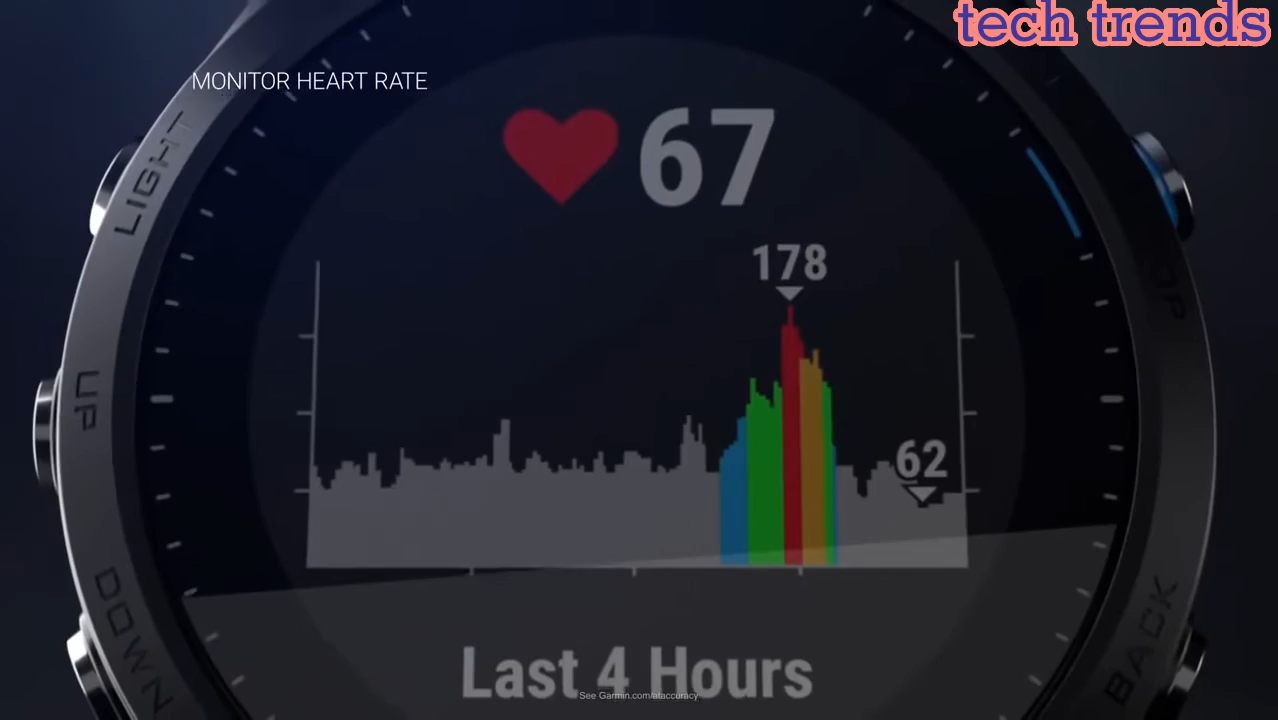 tech trends
MONITOR HEART RATE
67
LIGHT
178
UP
62
DOWN
BACK
Last 4 Hours
See Garmin.com/ataccuracy